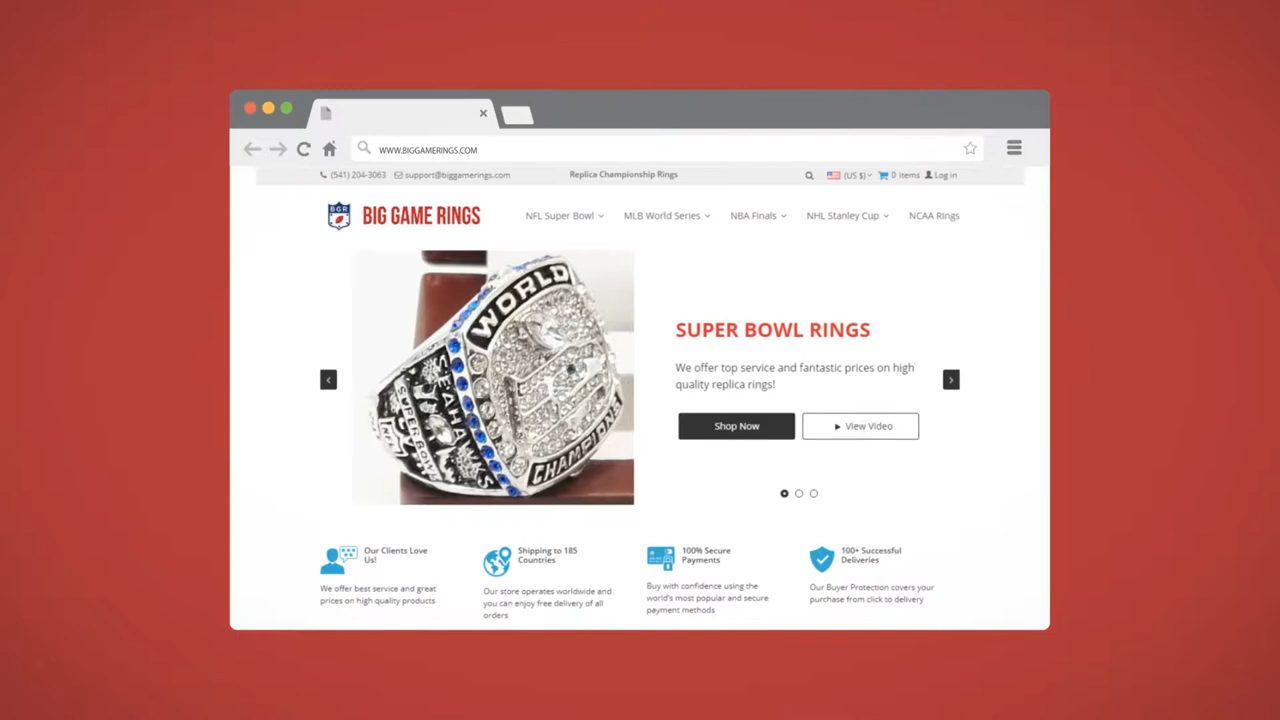 WWW.BIGGAMERINGS.COM
(541) 204-3063 support@biggamerings.com Replica Championship Rings (US $) 0 items Log in
BGR
BIG GAME RINGS NFL Super Bowl MLB World Series NBA Finals NHL Stanley Cup NCAA Rings
WORLD
CHAMPIONS
SEAHAWKS
SUPER BOWL
NFL
SUPER BOWL RINGS
We offer top service and fantastic prices on high
quality replica rings!
Shop Now View Video
Our Clients Love
Us!
We offer best service and great
prices on high quality products
Shipping to 185
Countries
Our store operates worldwide and
you can enjoy free delivery of all
orders
100% Secure
Payments
Buy with confidence using the
world's most popular and secure
payment methods
100+ Successful
Deliveries
Our Buyer Protection covers your
purchase from click to delivery